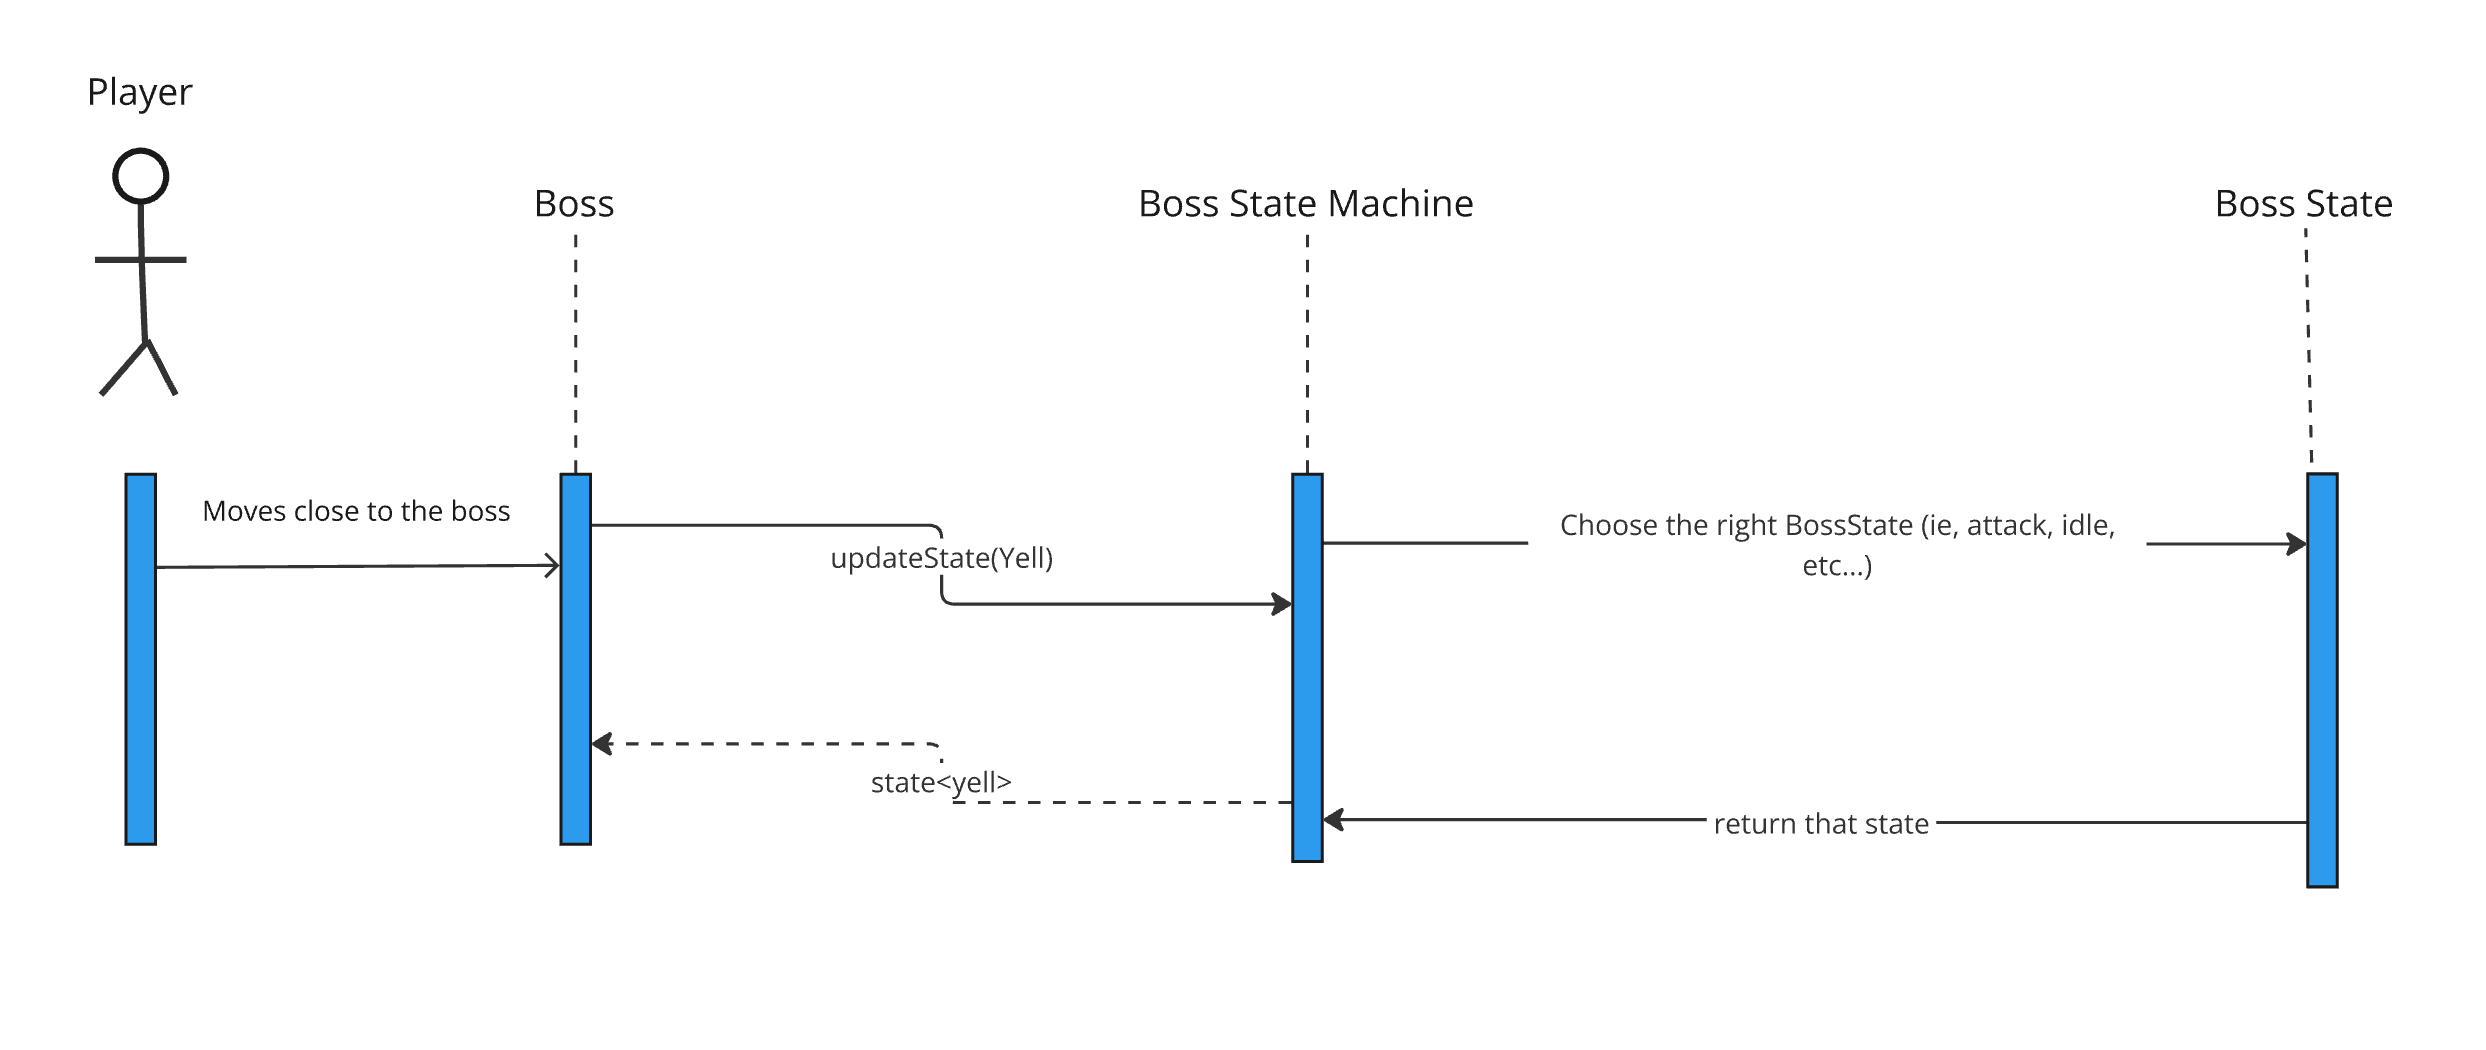 Player
Boss
Boss State Machine
Boss State
Moves close to the boss
updateState(Yell)
Choose the right BossState (ie, attack, idle,
etc...)
state<yell>
return that state